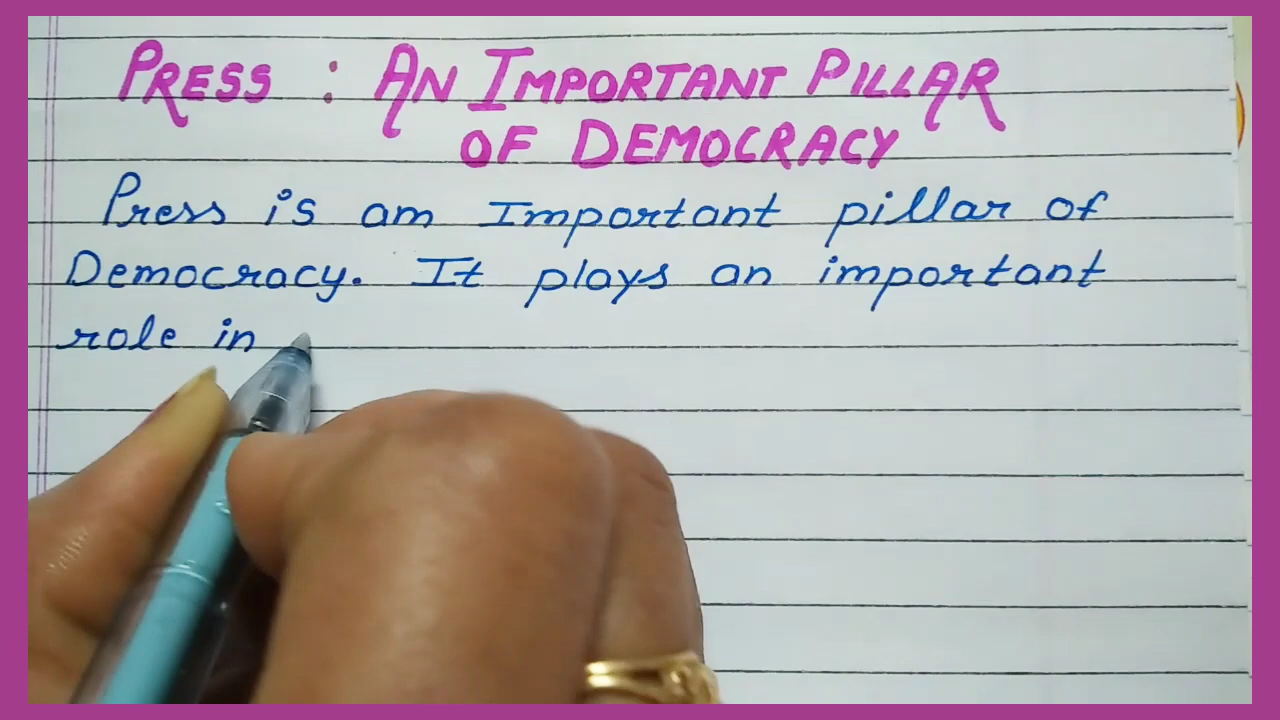 PRESS : AN IMPORTANT PILLAR
OF DEMOCRACY
Press is am Important pillar of
Democracy. It plays an important
role in